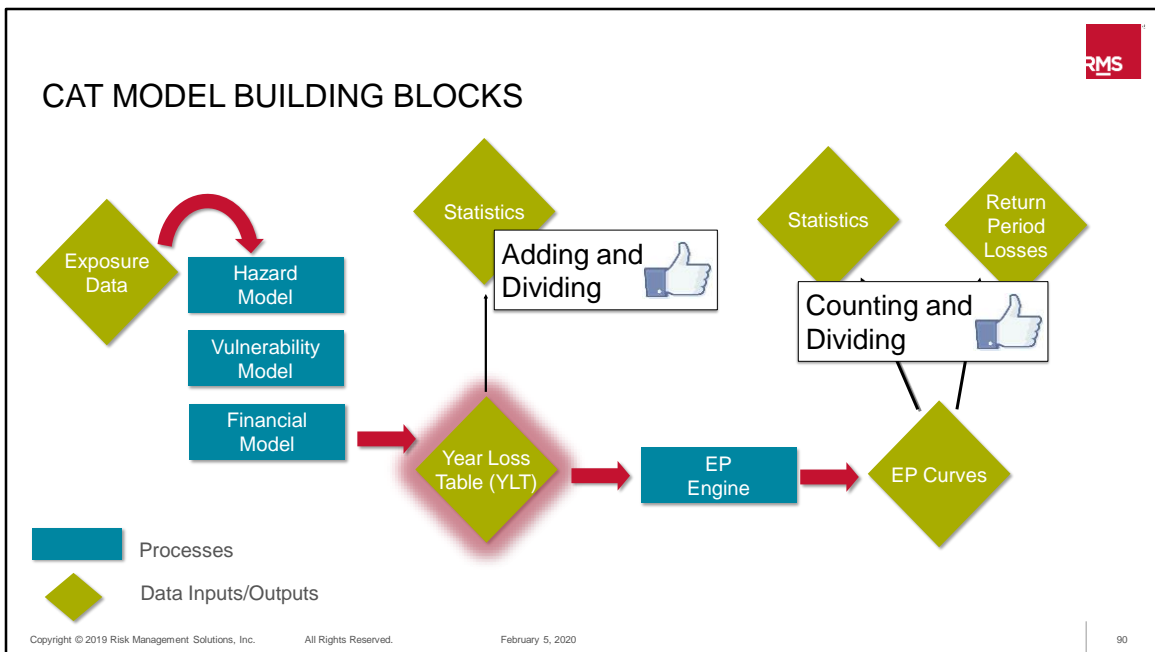 RMS
CAT MODEL BUILDING BLOCKS
Exposure
Data
Hazard
Model
Vulnerability
Model
Financial
Model
Statistics
Adding and
Dividing
Year Loss
Table (YLT)
EP
Engine
Statistics
Return
Period
Losses
Counting and
Dividing
EP Curves
Processes
Data Inputs/Outputs
Copyright © 2019 Risk Management Solutions, Inc. All Rights Reserved. February 5, 2020
90